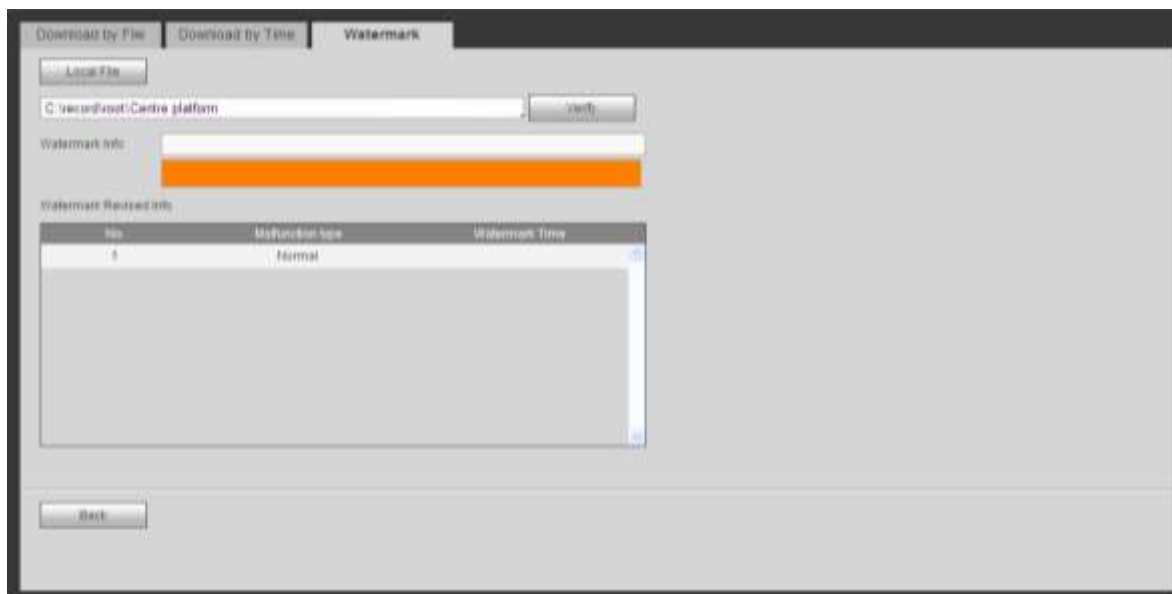 Download by File Download by Time Watermark
Local File
C:\record\root\Centre platform Verify
Watermark Info
Watermark Revised Info
No. Malfunction type Watermark Time
1 Normal
Back